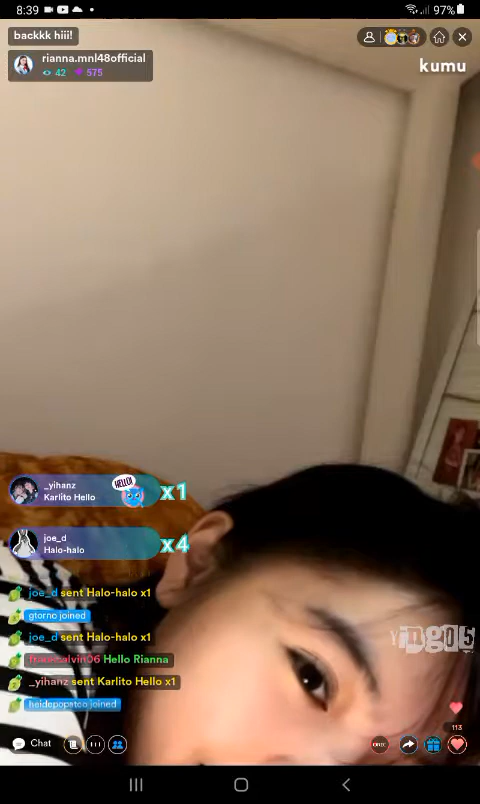 8:39
97%
backkk hiii!
rianna.mnl48official
42 575
kumu
_yihanz
Karlito Hello
HELLO!
x1
joe_d
Halo-halo
x4
joe_d sent Halo-halo x1
gtorno joined
joe_d sent Halo-halo x1
Hello Rianna
_yihanz sent Karlito Hello x1
heidepopateo joined
Yingo15
113
Chat